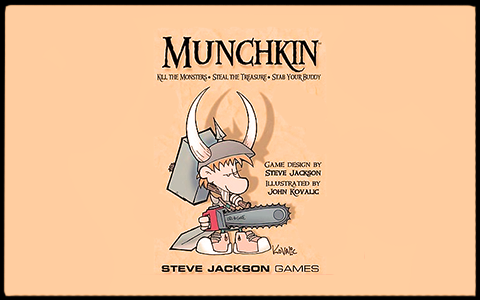 MUNCHKIN
KILL THE MONSTERS • STEAL THE TREASURE • STAB YOUR BUDDY
GAME DESIGN BY
STEVE JACKSON
ILLUSTRATED BY
JOHN KOVALIC
KOVALIC
STEVE JACKSON GAMES